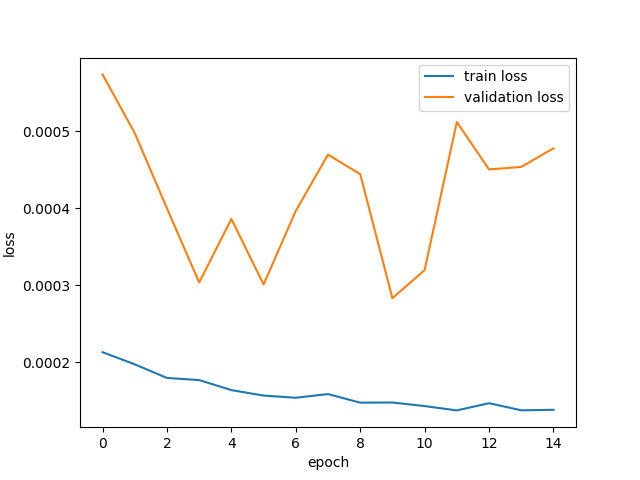 train loss
validation loss
0.0005
0.0004
0.0003
0.0002
loss
0 2 4 6 8 10 12 14
epoch